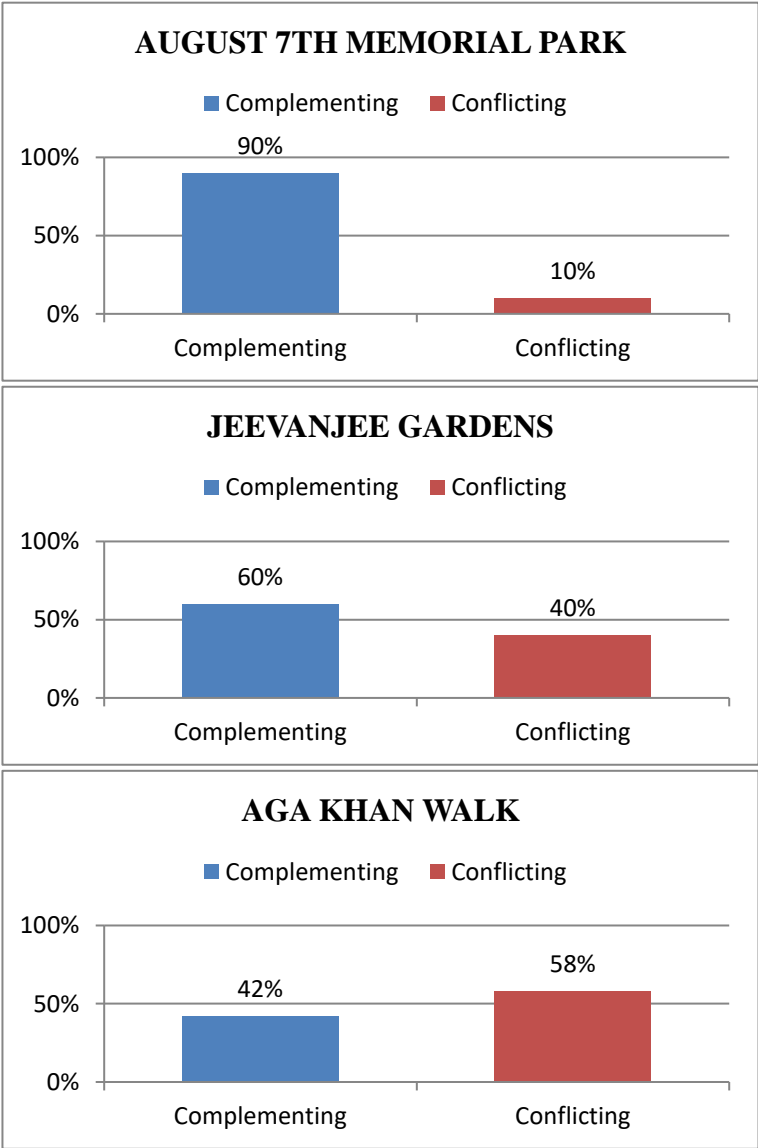 AUGUST 7TH MEMORIAL PARK
Complementing Conflicting
90%
100%
50%
10%
0%
Complementing Conflicting
JEEVANJEE GARDENS
Complementing Conflicting
100%
60%
40%
50%
0%
Complementing Conflicting
AGA KHAN WALK
Complementing Conflicting
100%
58%
42%
50%
0%
Complementing Conflicting